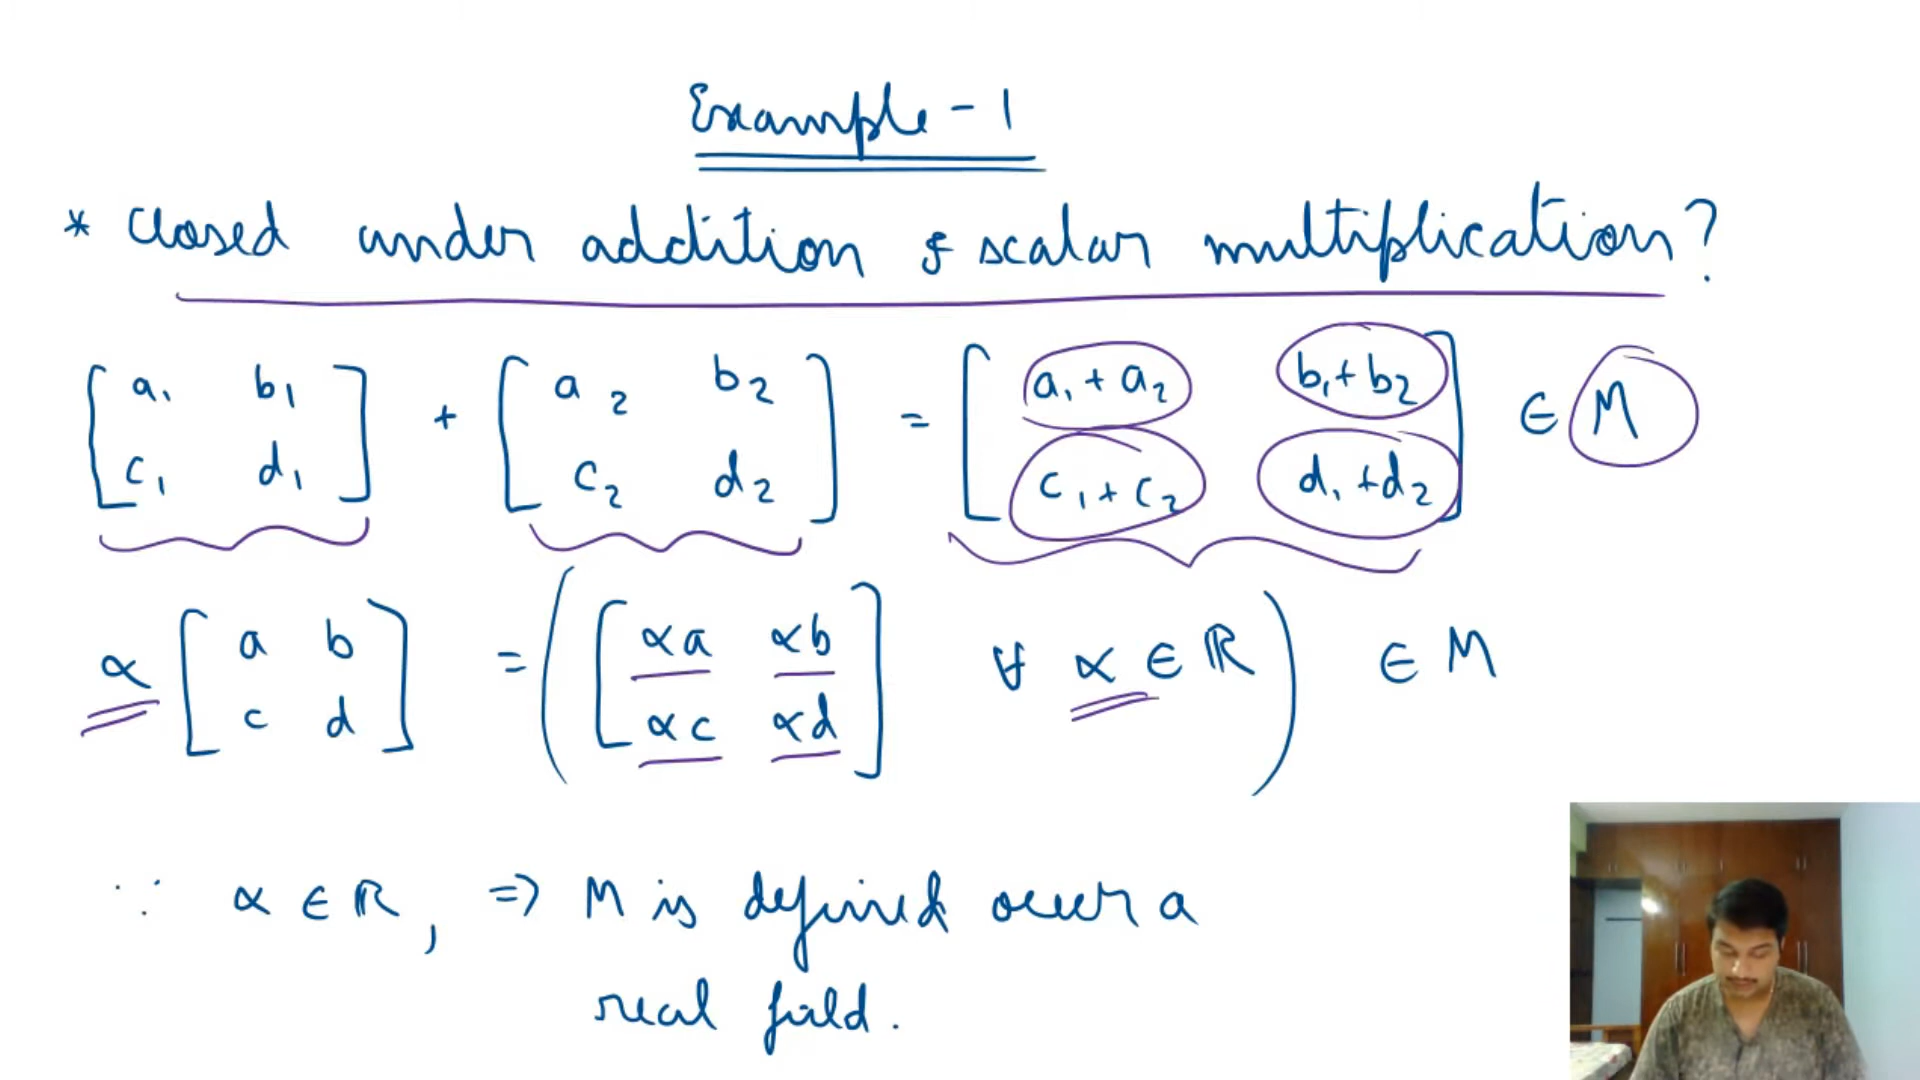 Example - 1
* Closed under addition & scalar multiplication?
[a₁ b₁; c₁ d₁] + [a₂ b₂; c₂ d₂] = [a₁ + a₂ b₁ + b₂; c₁ + c₂ d₁ + d₂] ∈ M
α [a b; c d] = ([αa αb; αc αd] ∀ α ∈ ℝ) ∈ M
∵ α ∈ ℝ, ⇒ M is defined over a
real field.